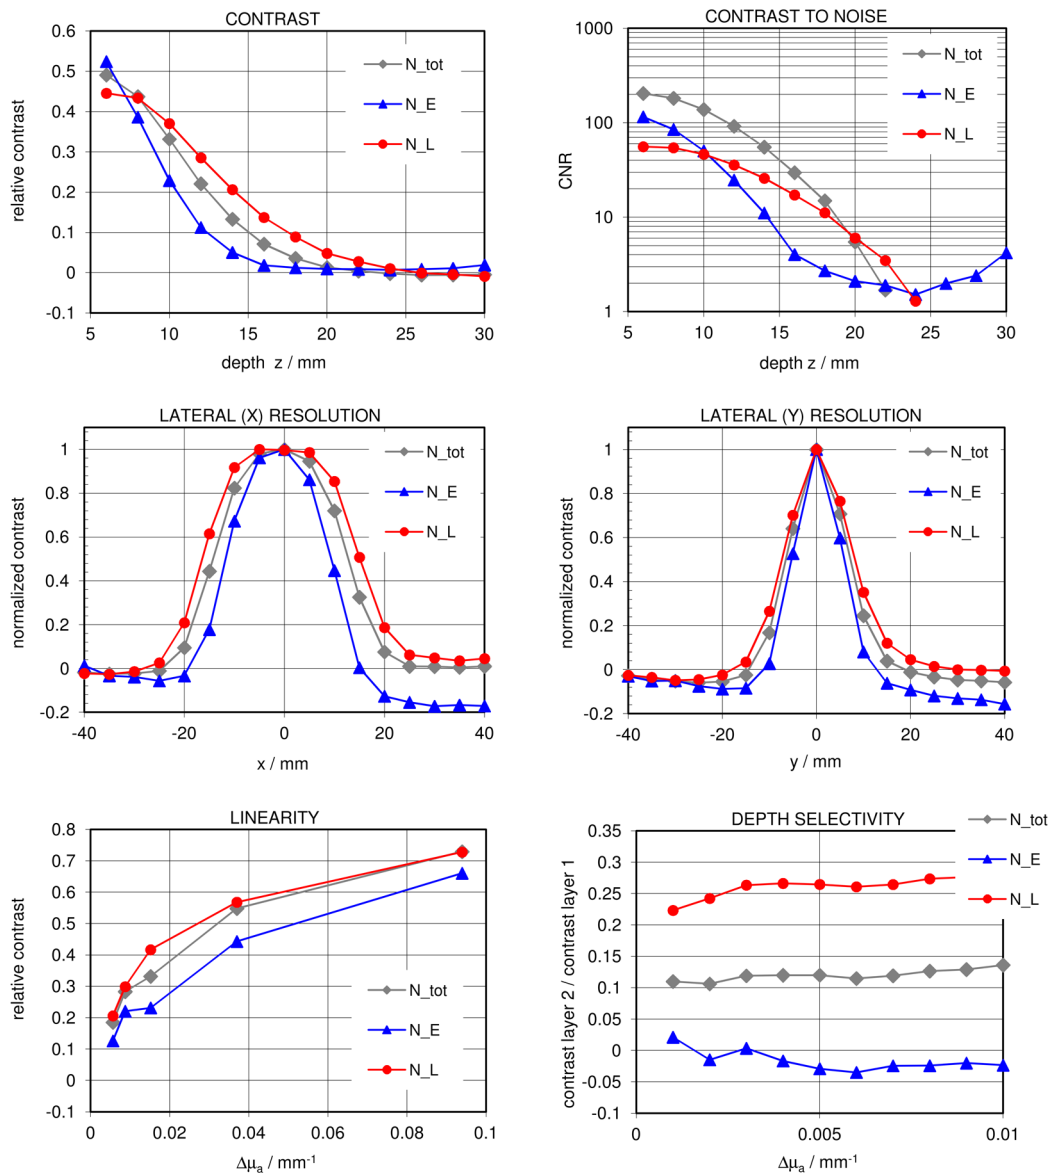 CONTRAST
0.6
0.5
0.4
0.3
0.2
0.1
0
-0.1
5 10 15 20 25 30
relative contrast
depth z / mm
N_tot
N_E
N_L
CONTRAST TO NOISE
1000
100
10
1
5 10 15 20 25 30
CNR
depth z / mm
N_tot
N_E
N_L
LATERAL (X) RESOLUTION
1
0.8
0.6
0.4
0.2
0
-0.2
-40 -20 0 20 40
normalized contrast
x / mm
N_tot
N_E
N_L
LATERAL (Y) RESOLUTION
1
0.8
0.6
0.4
0.2
0
-0.2
-40 -20 0 20 40
normalized contrast
y / mm
N_tot
N_E
N_L
LINEARITY
0.8
0.7
0.6
0.5
0.4
0.3
0.2
0.1
0
-0.1
0 0.02 0.04 0.06 0.08 0.1
relative contrast
Δμa / mm-1
N_tot
N_E
N_L
DEPTH SELECTIVITY
0.35
0.3
0.25
0.2
0.15
0.1
0.05
0
-0.05
-0.1
0 0.005 0.01
contrast layer 2 / contrast layer 1
Δμa / mm-1
N_tot
N_E
N_L